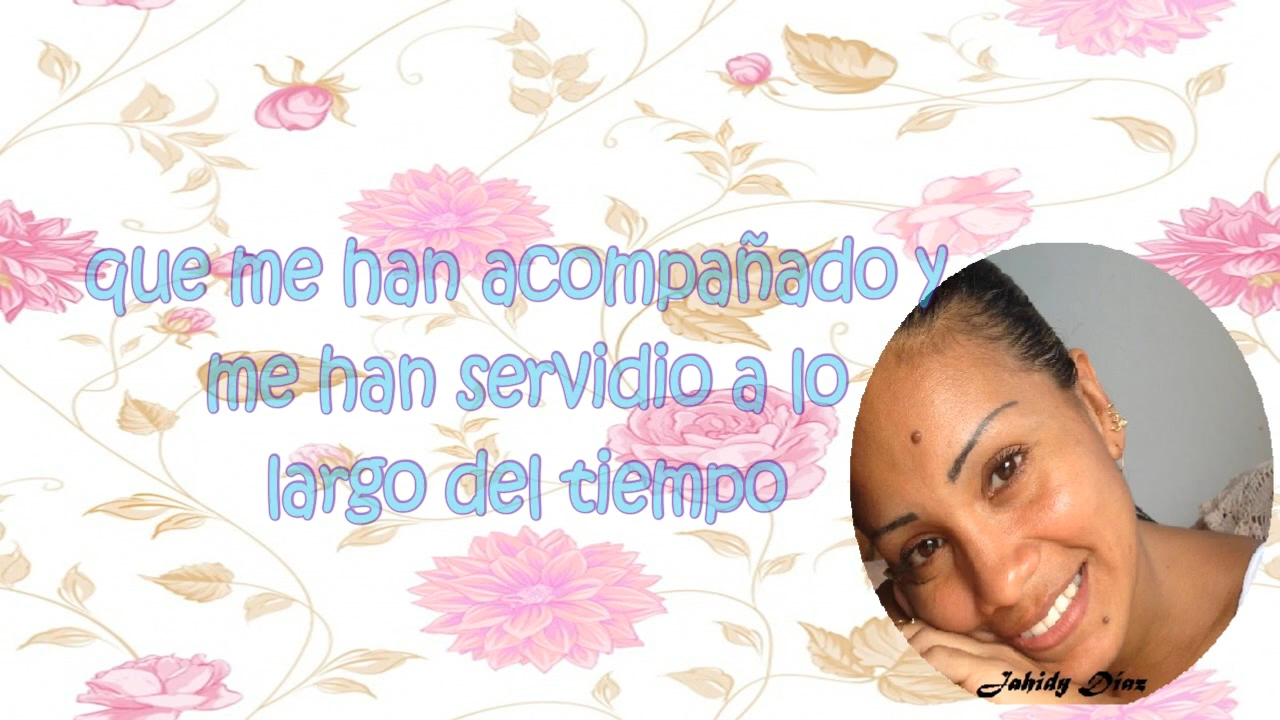 que me han acompañado y
me han servidio a lo
largo del tiempo
Jahidy Díaz